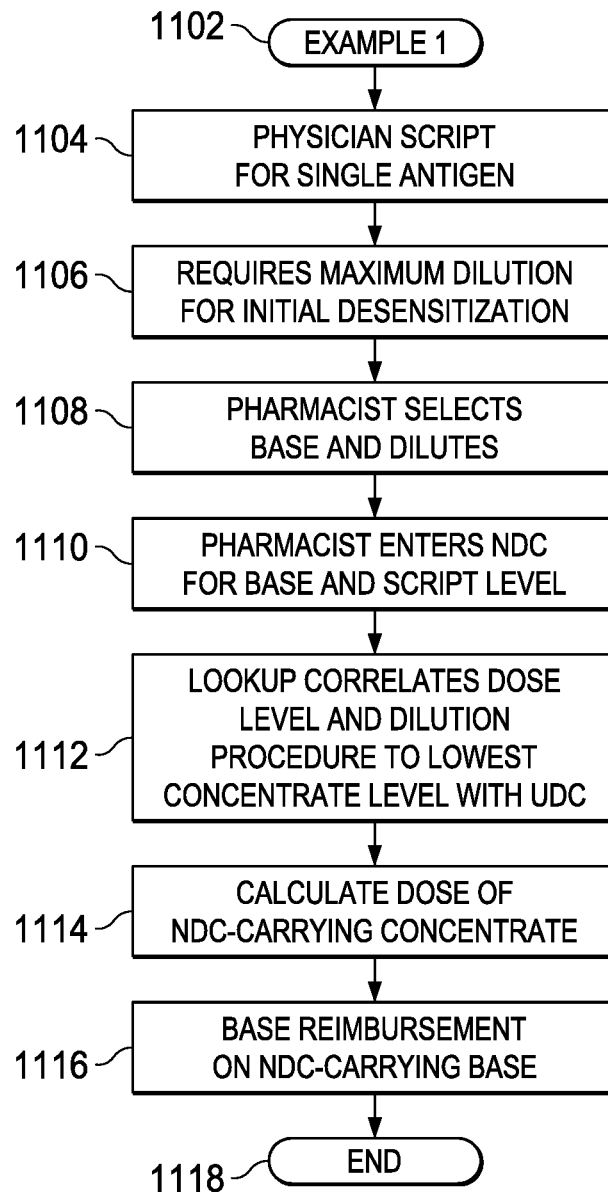 1102
EXAMPLE 1
1104
PHYSICIAN SCRIPT
FOR SINGLE ANTIGEN
1106
REQUIRES MAXIMUM DILUTION
FOR INITIAL DESENSITIZATION
1108
PHARMACIST SELECTS
BASE AND DILUTES
1110
PHARMACIST ENTERS NDC
FOR BASE AND SCRIPT LEVEL
1112
LOOKUP CORRELATES DOSE
LEVEL AND DILUTION
PROCEDURE TO LOWEST
CONCENTRATE LEVEL WITH UDC
1114
CALCULATE DOSE OF
NDC-CARRYING CONCENTRATE
1116
BASE REIMBURSEMENT
ON NDC-CARRYING BASE
1118
END